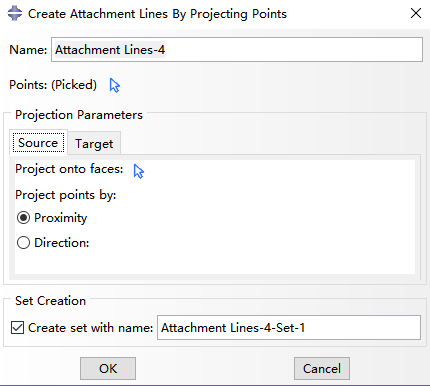 Create Attachment Lines By Projecting Points
Name: Attachment Lines-4
Points: (Picked)
Projection Parameters
Source Target
Project onto faces:
Project points by:
Proximity
Direction:
Set Creation
Create set with name: Attachment Lines-4-Set-1
OK Cancel